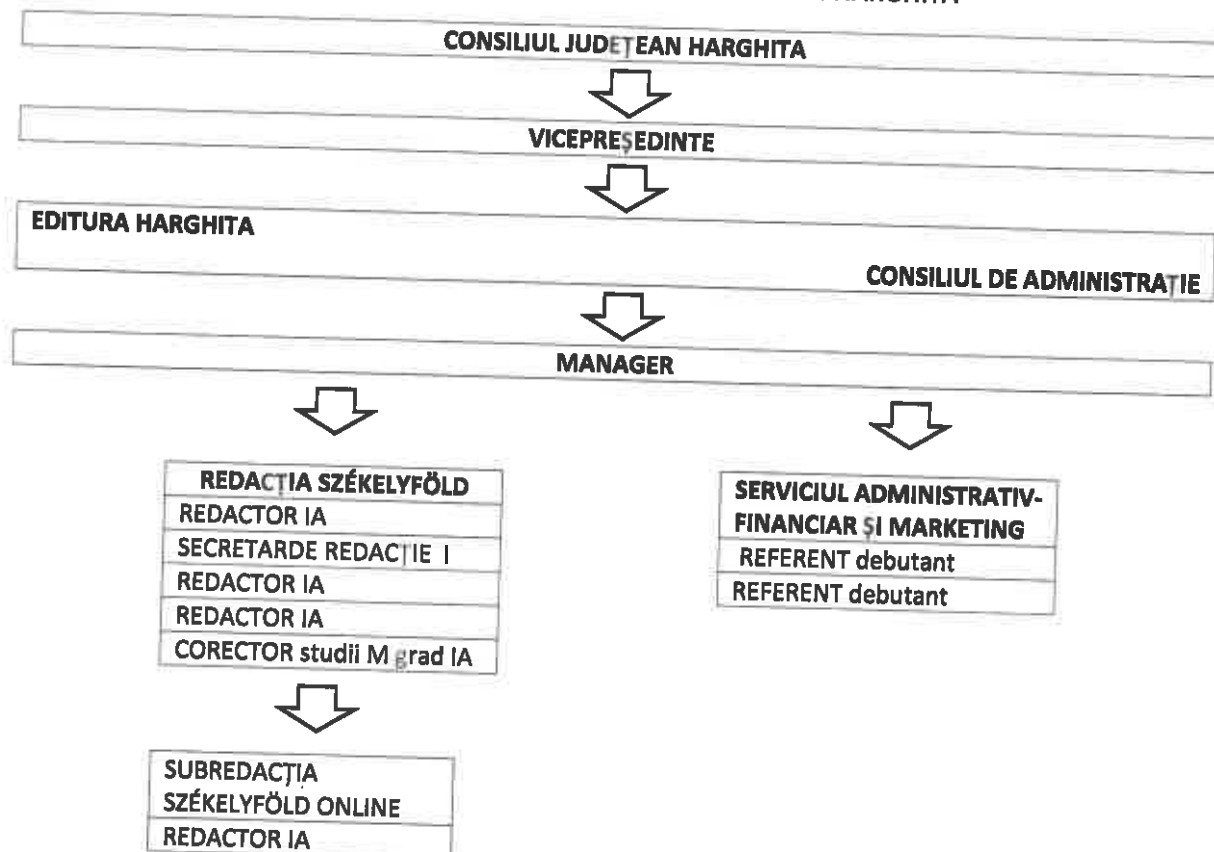 HARGHITA
CONSILIUL JUDEȚEAN HARGHITA
VICEPREȘEDINTE
EDITURA HARGHITA
CONSILIUL DE ADMINISTRAȚIE
MANAGER
REDACȚIA SZÉKELYFÖLD
REDACTOR IA
SECRETARDE REDACȚIE I
REDACTOR IA
REDACTOR IA
CORECTOR studii M grad IA
SERVICIUL ADMINISTRATIV-
FINANCIAR ȘI MARKETING
REFERENT debutant
REFERENT debutant
SUBREDACȚIA
SZÉKELYFÖLD ONLINE
REDACTOR IA